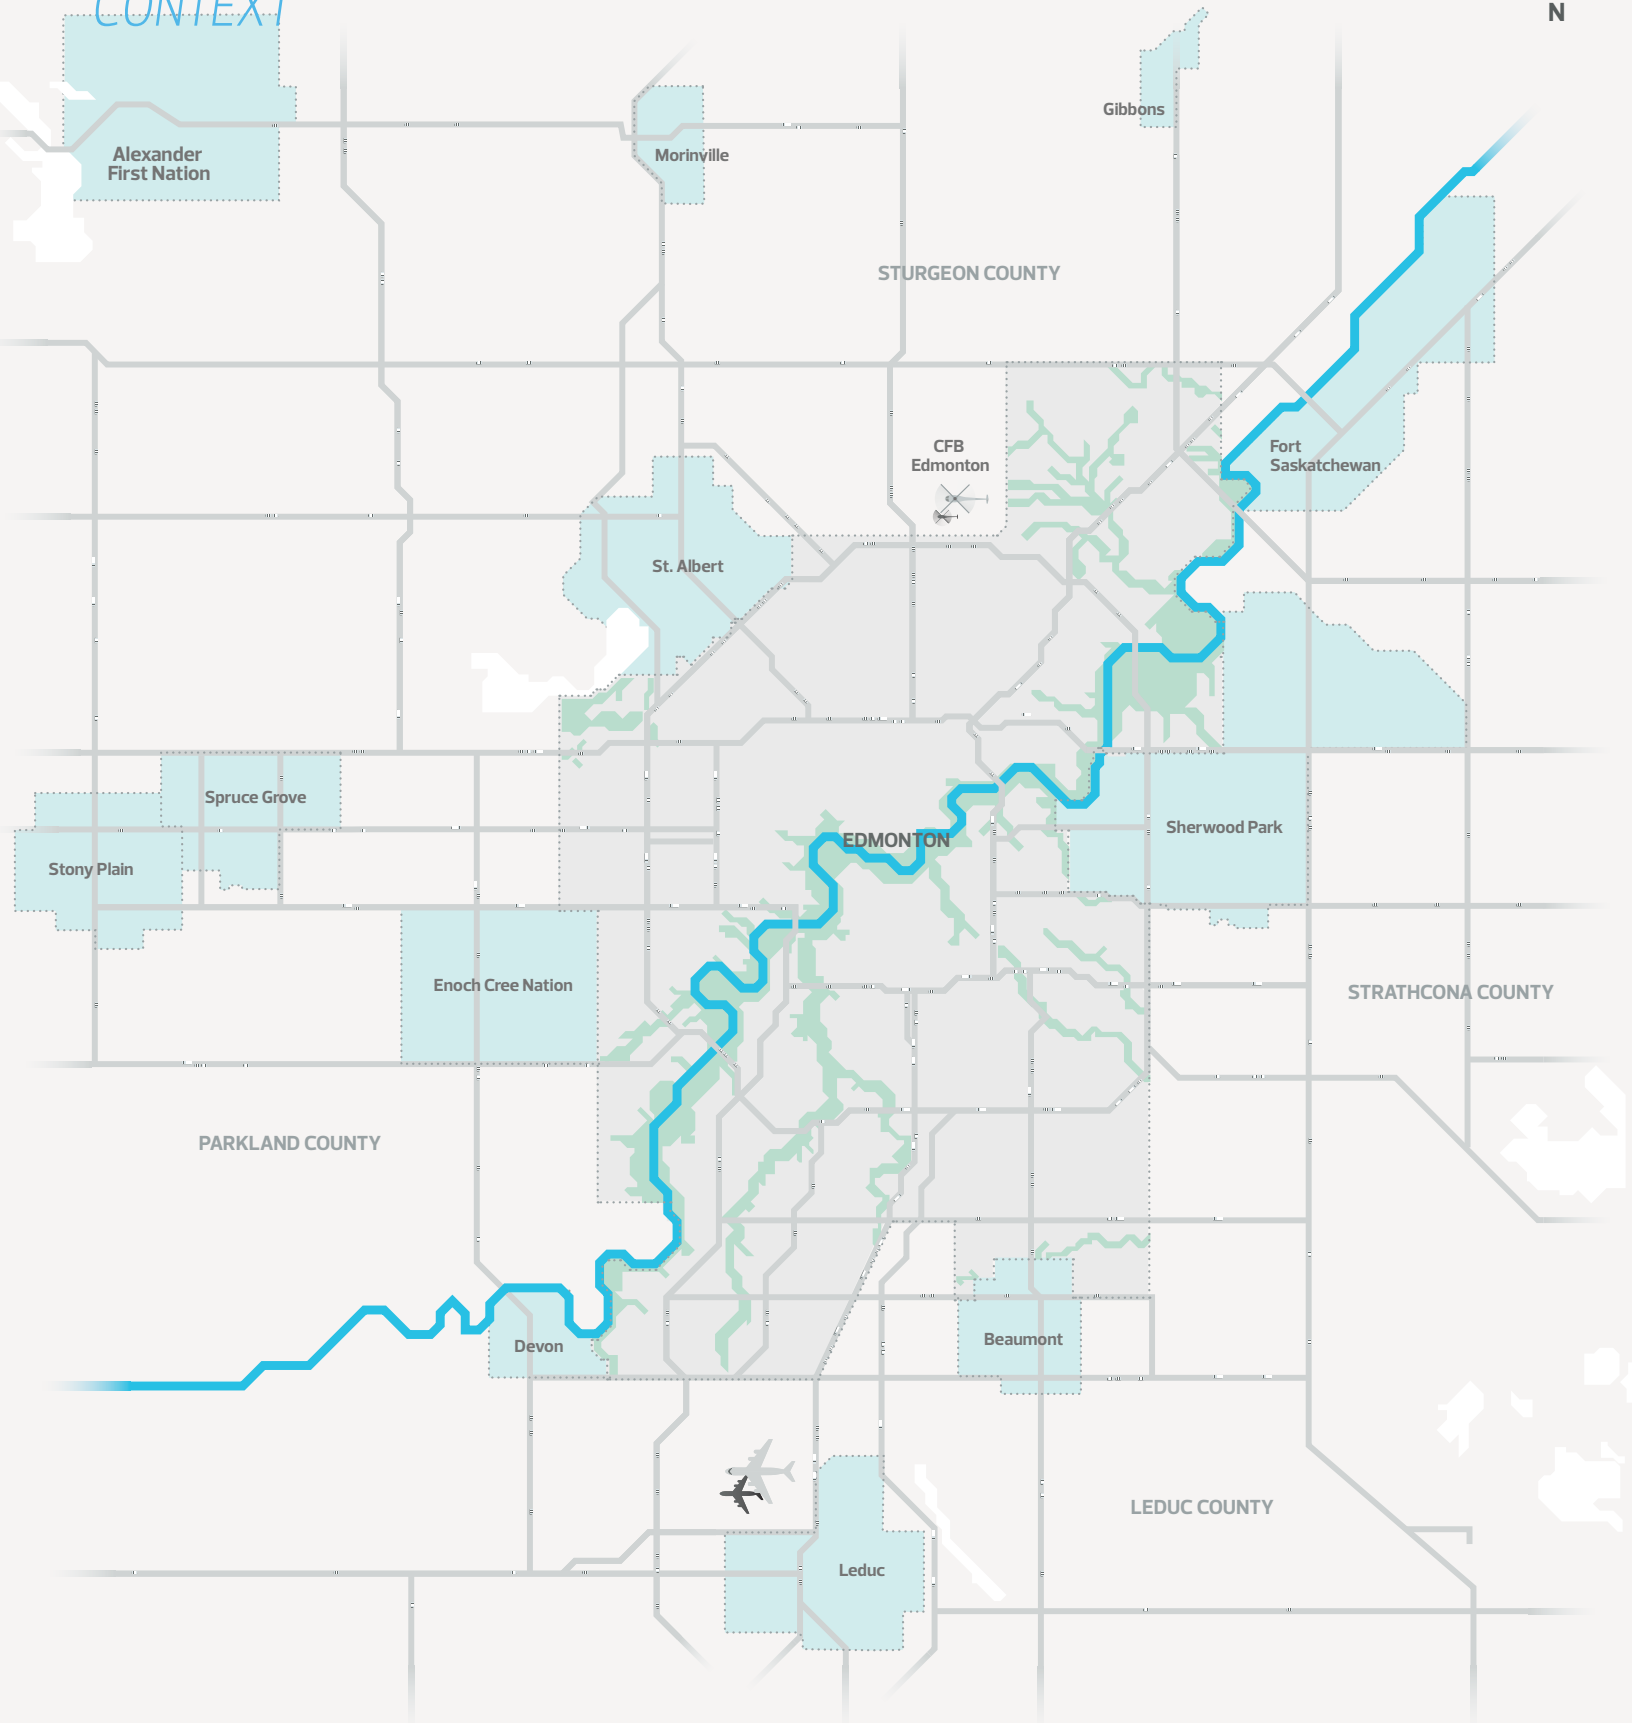 CONTEXT
N
Gibbons
Alexander
First Nation
Morinville
STURGEON COUNTY
CFB
Edmonton
Fort
Saskatchewan
St. Albert
Spruce Grove
Sherwood Park
EDMONTON
Stony Plain
Enoch Cree Nation
STRATHCONA COUNTY
PARKLAND COUNTY
Devon
Beaumont
LEDUC COUNTY
Leduc